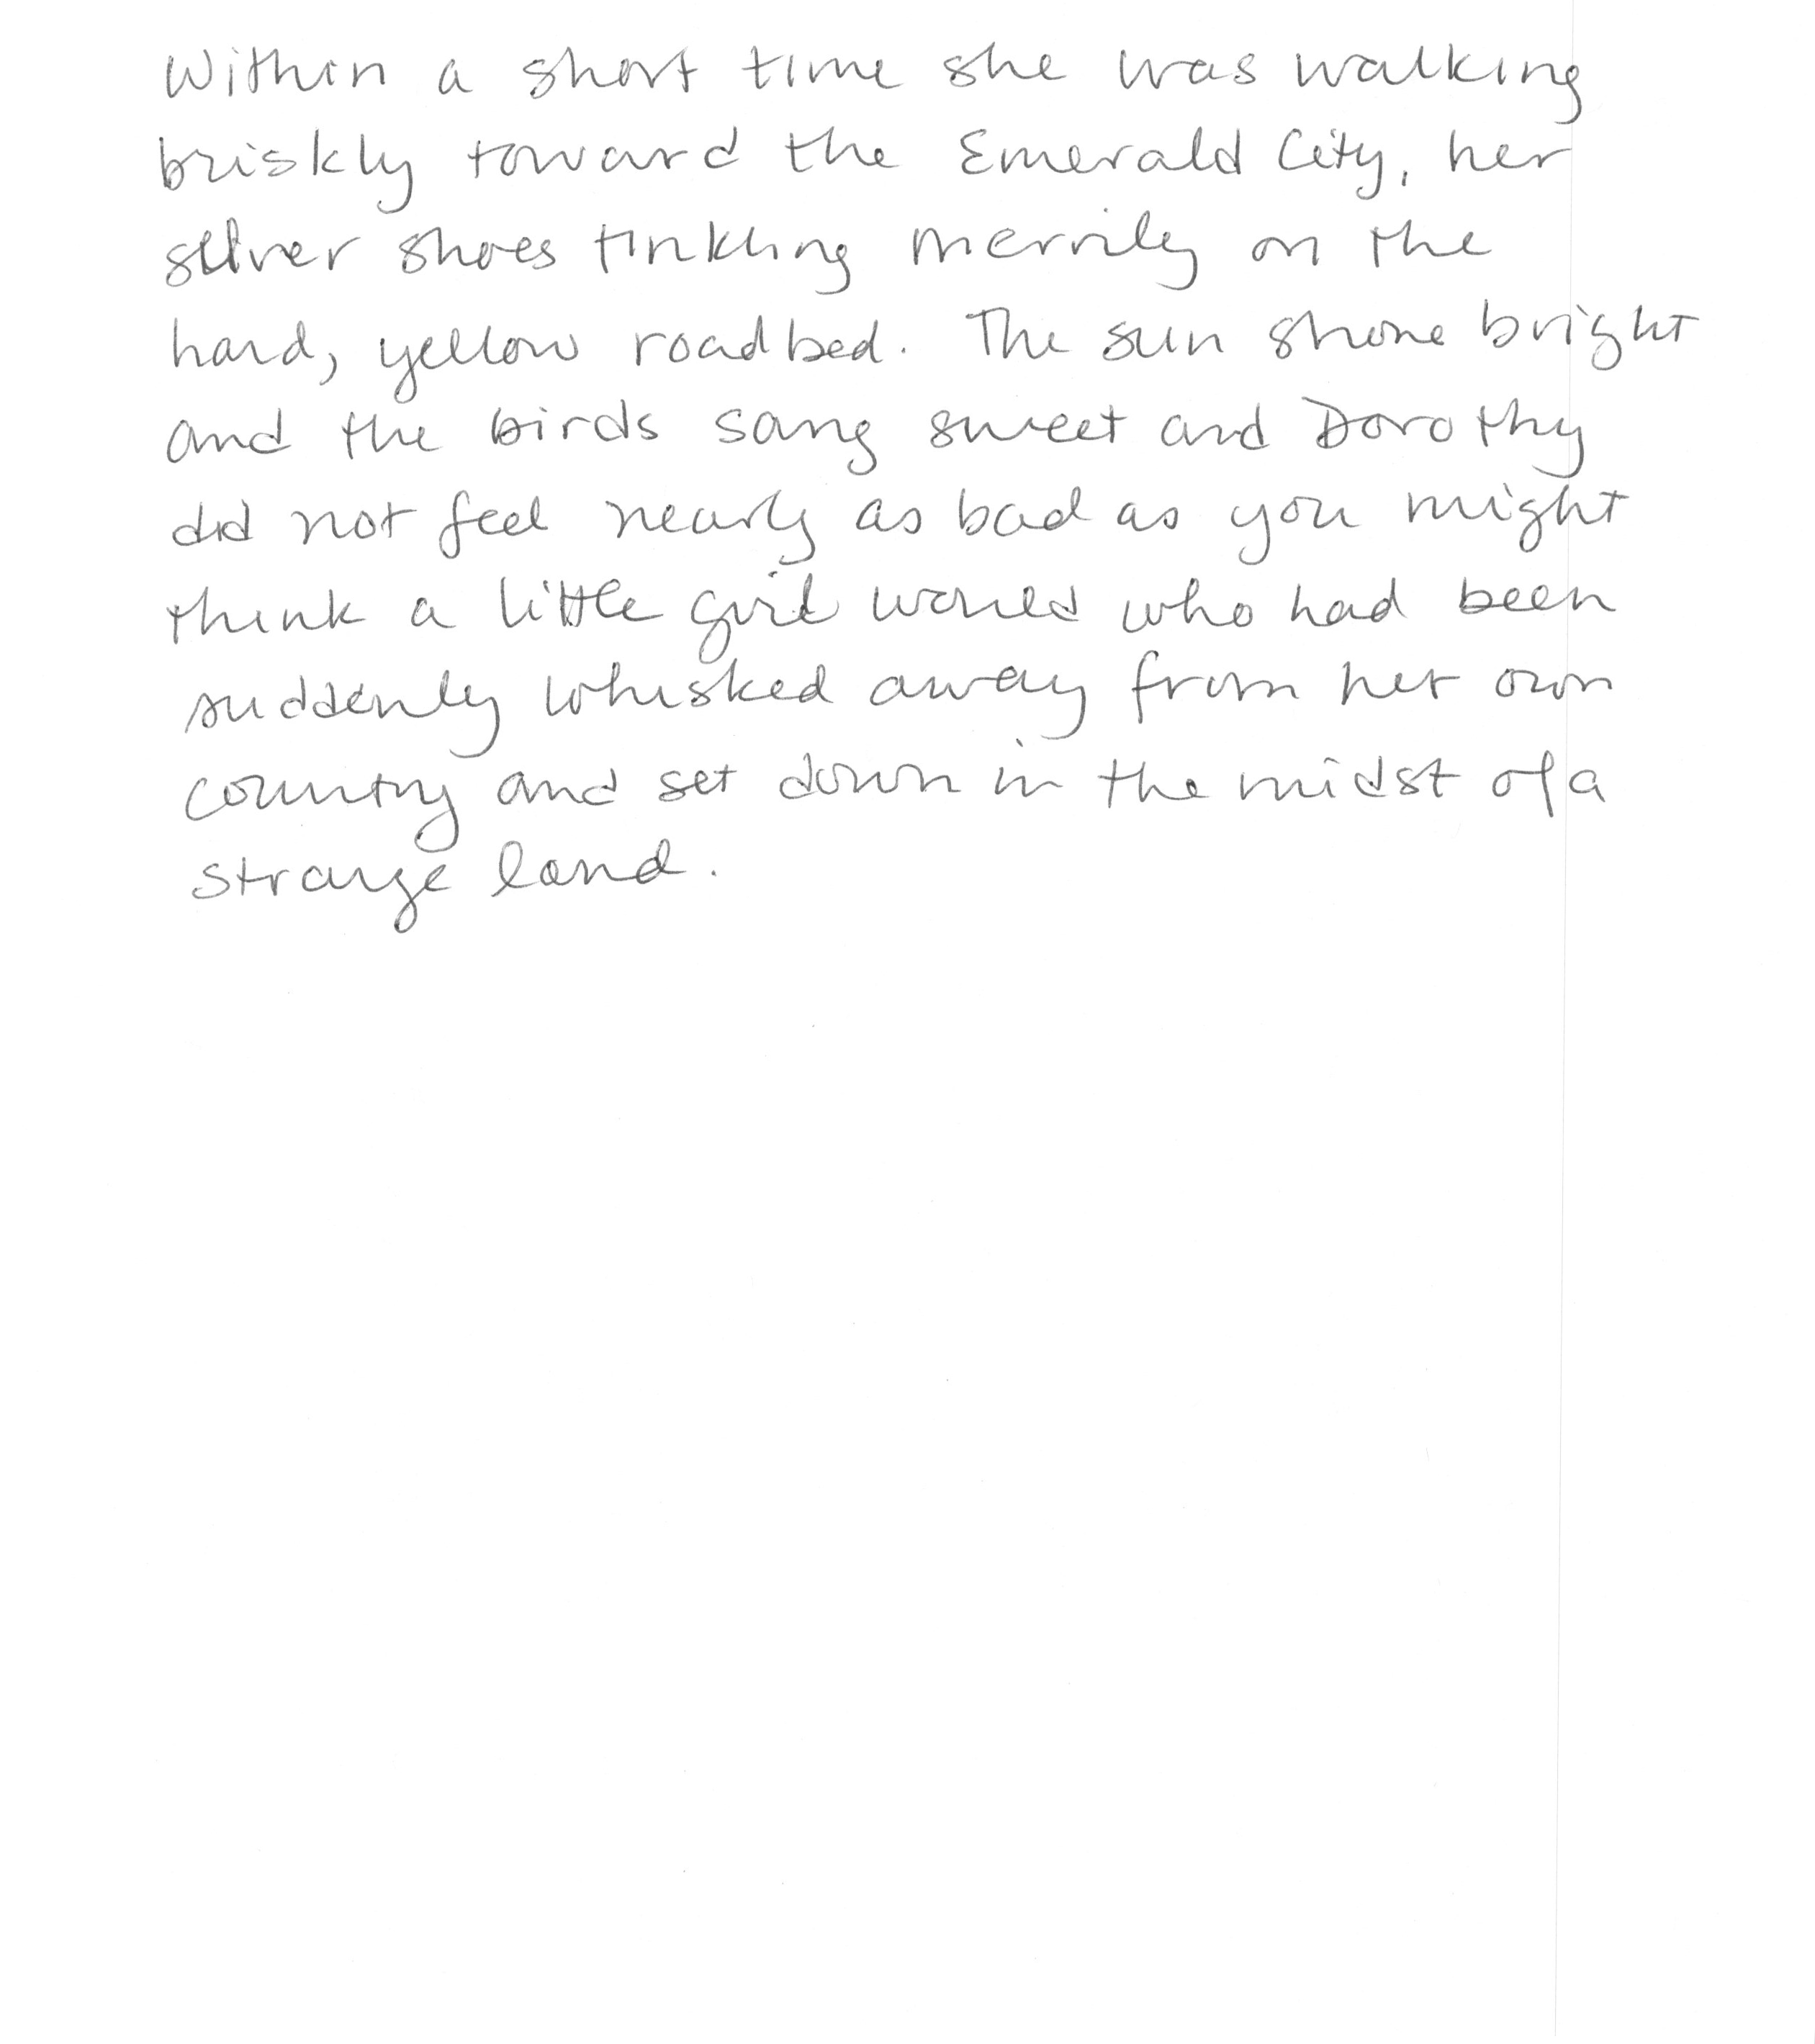 Within a short time she was walking
briskly toward the Emerald City, her
silver shoes tinkling merrily on the
hard, yellow roadbed. The sun shone bright
and the birds sang sweet and Dorothy
did not feel nearly as bad as you might
think a little girl would who had been
suddenly whisked away from her own
country and set down in the midst of a
strange land.